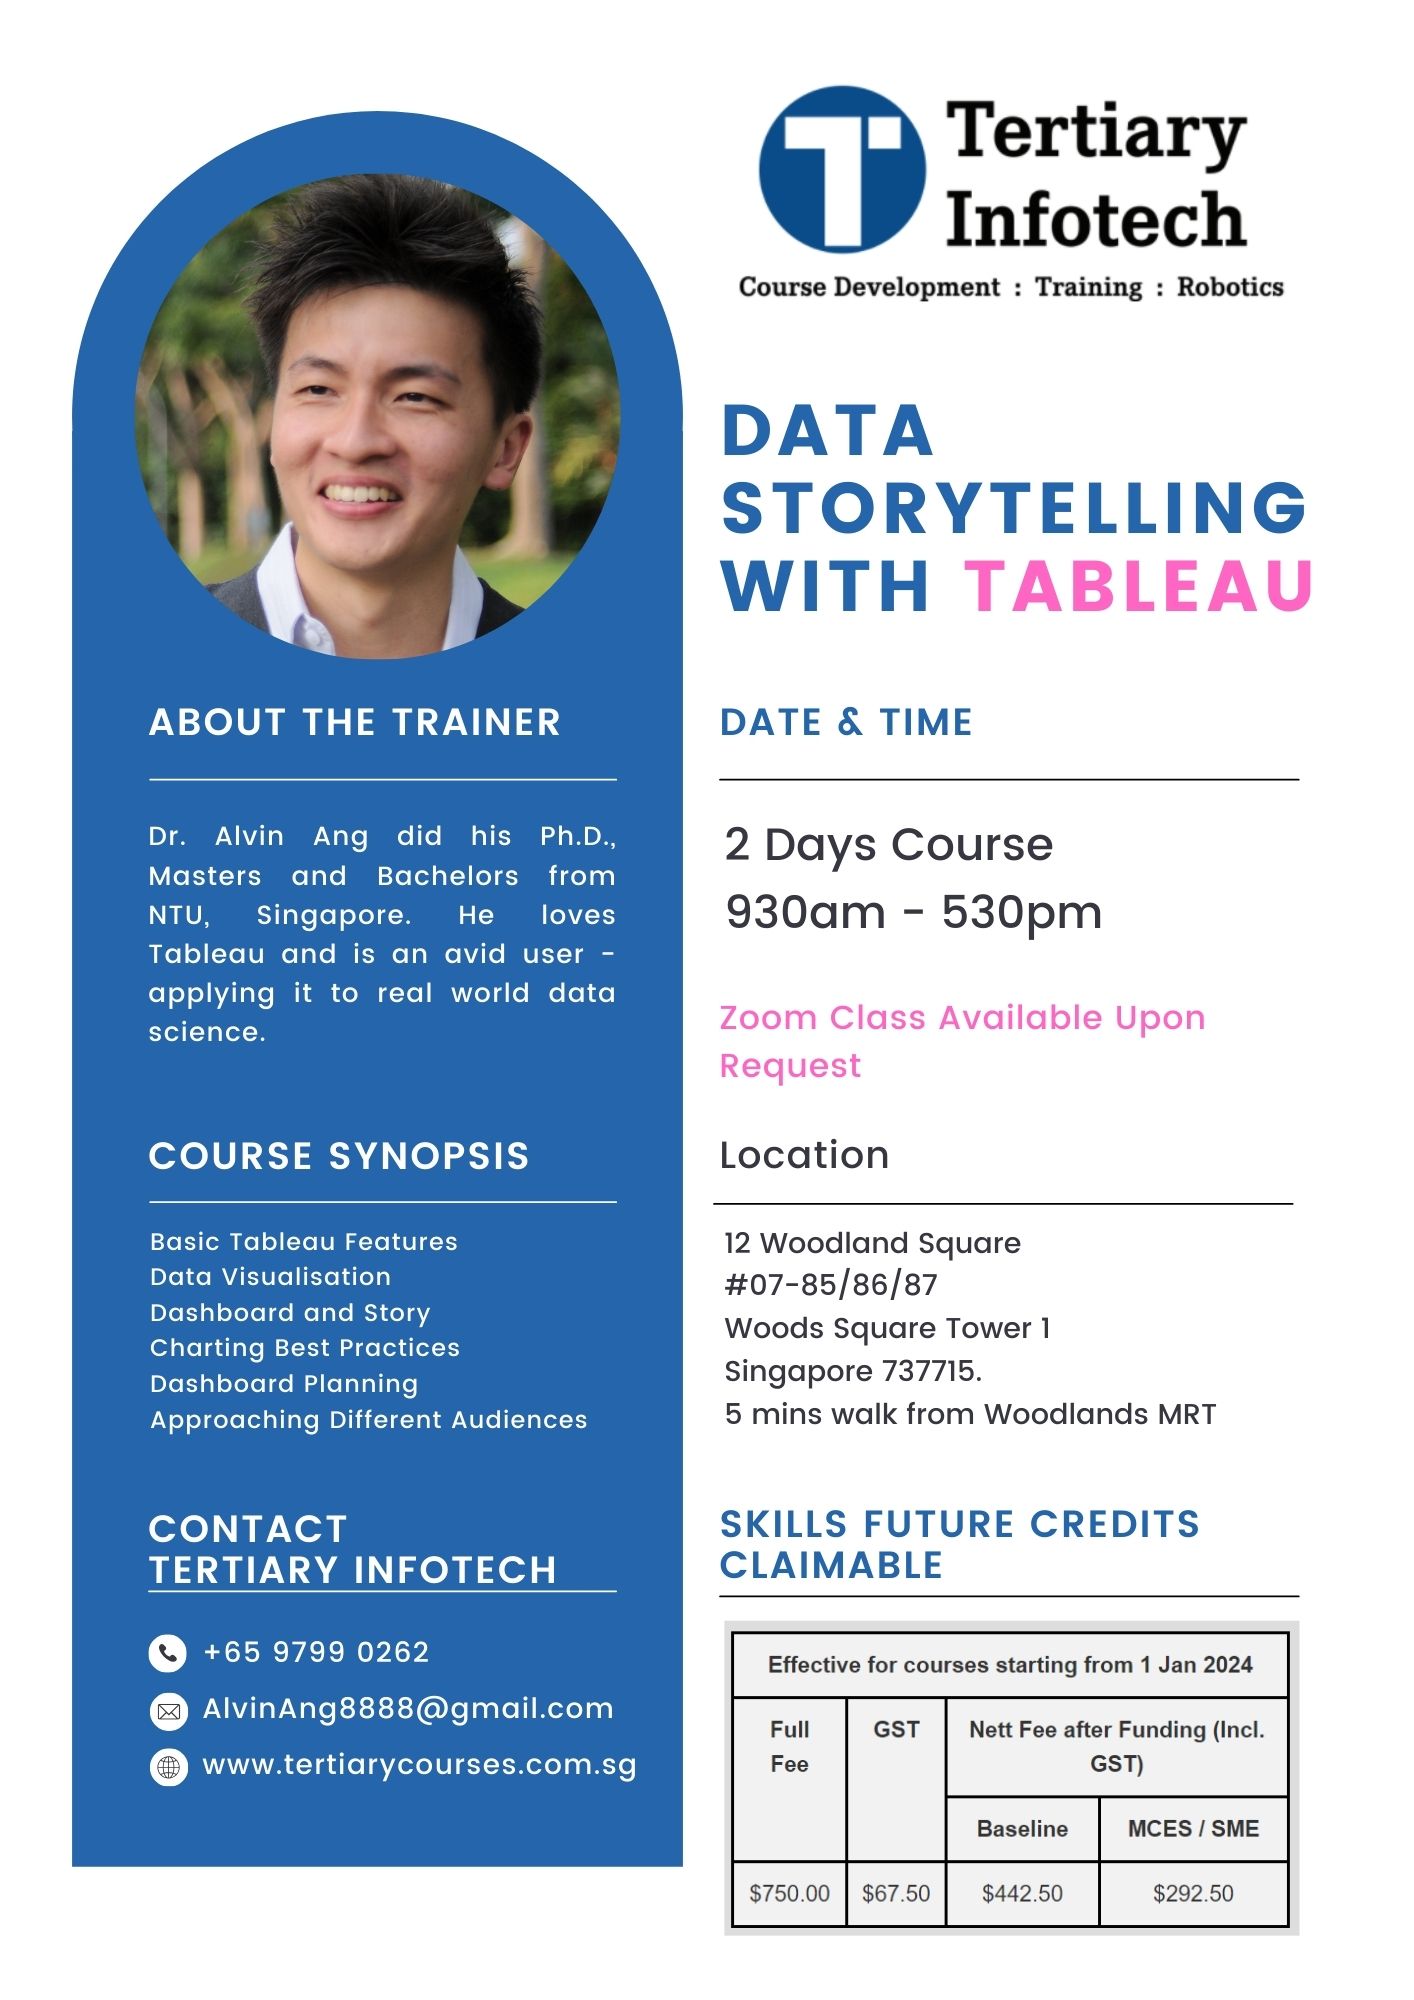 Tertiary
Infotech
Course Development : Training : Robotics
DATA
STORYTELLING
WITH TABLEAU
ABOUT THE TRAINER
Dr. Alvin Ang did his Ph.D.,
Masters and Bachelors from
NTU, Singapore. He loves
Tableau and is an avid user -
applying it to real world data
science.
COURSE SYNOPSIS
Basic Tableau Features
Data Visualisation
Dashboard and Story
Charting Best Practices
Dashboard Planning
Approaching Different Audiences
CONTACT
TERTIARY INFOTECH
+65 9799 0262
AlvinAng8888@gmail.com
www.tertiarycourses.com.sg
DATE & TIME
2 Days Course
930am - 530pm
Zoom Class Available Upon
Request
Location
12 Woodland Square
#07-85/86/87
Woods Square Tower 1
Singapore 737715.
5 mins walk from Woodlands MRT
SKILLS FUTURE CREDITS
CLAIMABLE
Effective for courses starting from 1 Jan 2024
Full
Fee
GST
Nett Fee after Funding (Incl.
GST)
Baseline
MCES / SME
$750.00
$67.50
$442.50
$292.50